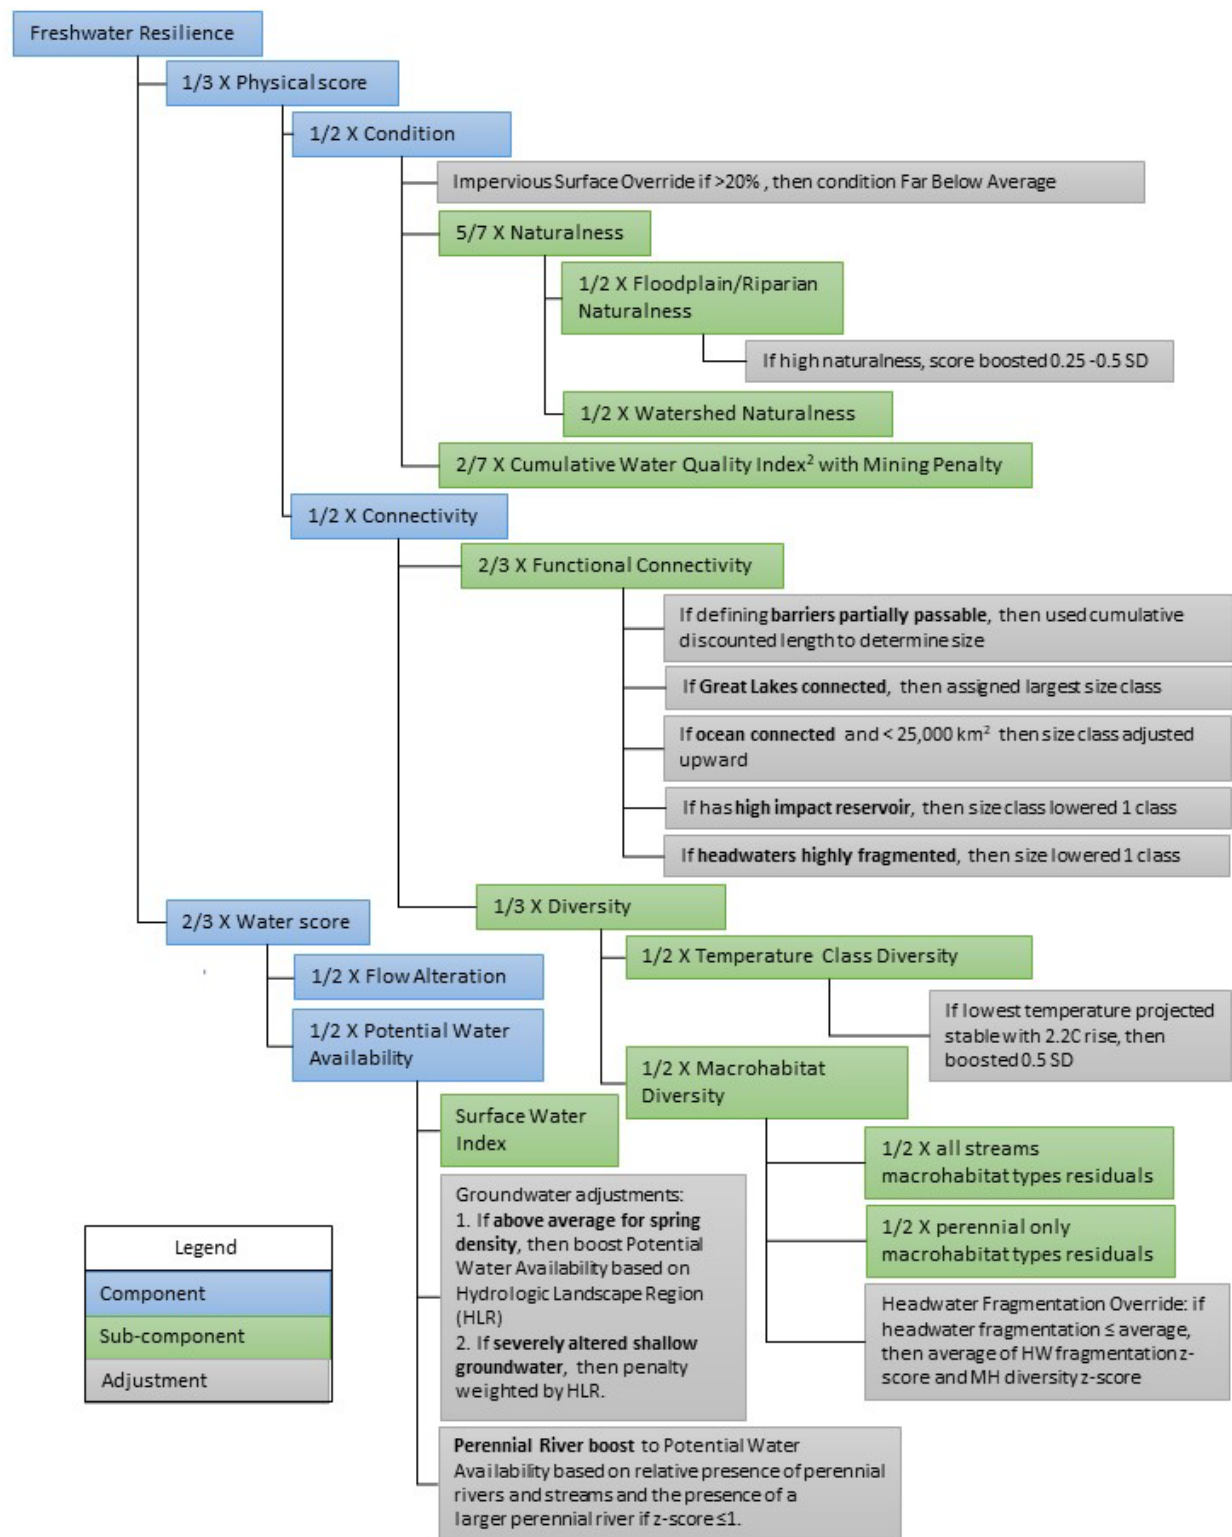 Freshwater Resilience
1/3 X Physical score
1/2 X Condition
Impervious Surface Override if >20% , then condition Far Below Average
5/7 X Naturalness
1/2 X Floodplain/Riparian
Naturalness
If high naturalness, score boosted 0.25 -0.5 SD
1/2 X Watershed Naturalness
2/7 X Cumulative Water Quality Index² with Mining Penalty
1/2 X Connectivity
2/3 X Functional Connectivity
If defining barriers partially passable, then used cumulative
discounted length to determine size
If Great Lakes connected, then assigned largest size class
If ocean connected and < 25,000 km² then size class adjusted
upward
If has high impact reservoir, then size class lowered 1 class
If headwaters highly fragmented, then size lowered 1 class
1/3 X Diversity
1/2 X Temperature Class Diversity
If lowest temperature projected
stable with 2.2C rise, then
boosted 0.5 SD
1/2 X Macrohabitat
Diversity
1/2 X all streams
macrohabitat types residuals
1/2 X perennial only
macrohabitat types residuals
Headwater Fragmentation Override: if
headwater fragmentation ≤ average,
then average of HW fragmentation z-
score and MH diversity z-score
2/3 X Water score
1/2 X Flow Alteration
1/2 X Potential Water
Availability
Surface Water
Index
Groundwater adjustments:
1. If above average for spring
density, then boost Potential
Water Availability based on
Hydrologic Landscape Region
(HLR)
2. If severely altered shallow
groundwater, then penalty
weighted by HLR.
Perennial River boost to Potential Water
Availability based on relative presence of perennial
rivers and streams and the presence of a
larger perennial river if z-score ≤1.
Legend
Component
Sub-component
Adjustment